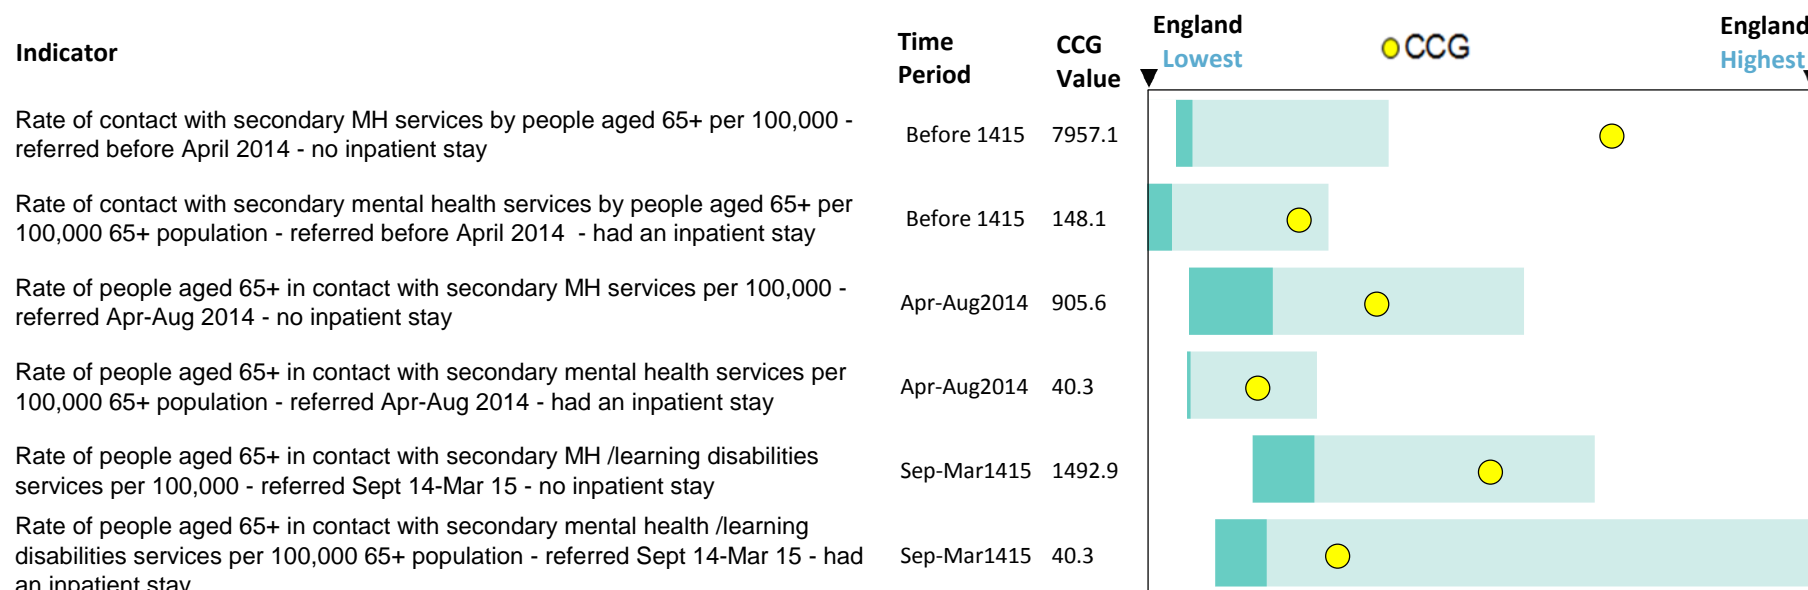 Indicator
Time Period
CCG Value
England Lowest
CCG
England Highest
Rate of contact with secondary MH services by people aged 65+ per 100,000 -
referred before April 2014 - no inpatient stay
Before 1415
7957.1
Rate of contact with secondary mental health services by people aged 65+ per
100,000 65+ population - referred before April 2014  - had an inpatient stay
Before 1415
148.1
Rate of people aged 65+ in contact with secondary MH services per 100,000 -
referred Apr-Aug 2014 - no inpatient stay
Apr-Aug2014
905.6
Rate of people aged 65+ in contact with secondary mental health services per
100,000 65+ population - referred Apr-Aug 2014 - had an inpatient stay
Apr-Aug2014
40.3
Rate of people aged 65+ in contact with secondary MH /learning disabilities
services per 100,000 - referred Sept 14-Mar 15 - no inpatient stay
Sep-Mar1415
1492.9
Rate of people aged 65+ in contact with secondary mental health /learning
disabilities services per 100,000 65+ population - referred Sept 14-Mar 15 - had
an inpatient stay
Sep-Mar1415
40.3